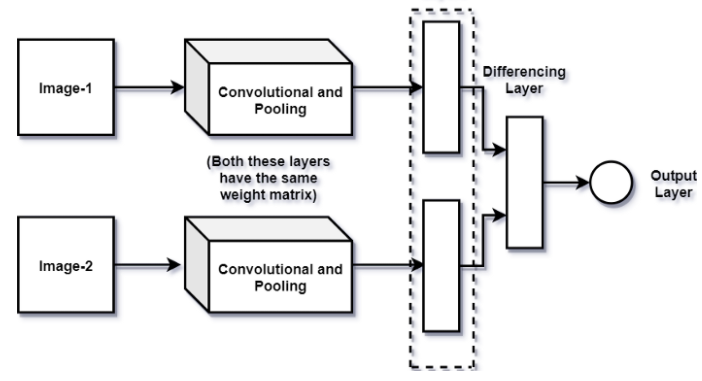 Image-1
Convolutional and
Pooling
Differencing
Layer
(Both these layers
have the same
weight matrix)
Output
Layer
Image-2
Convolutional and
Pooling